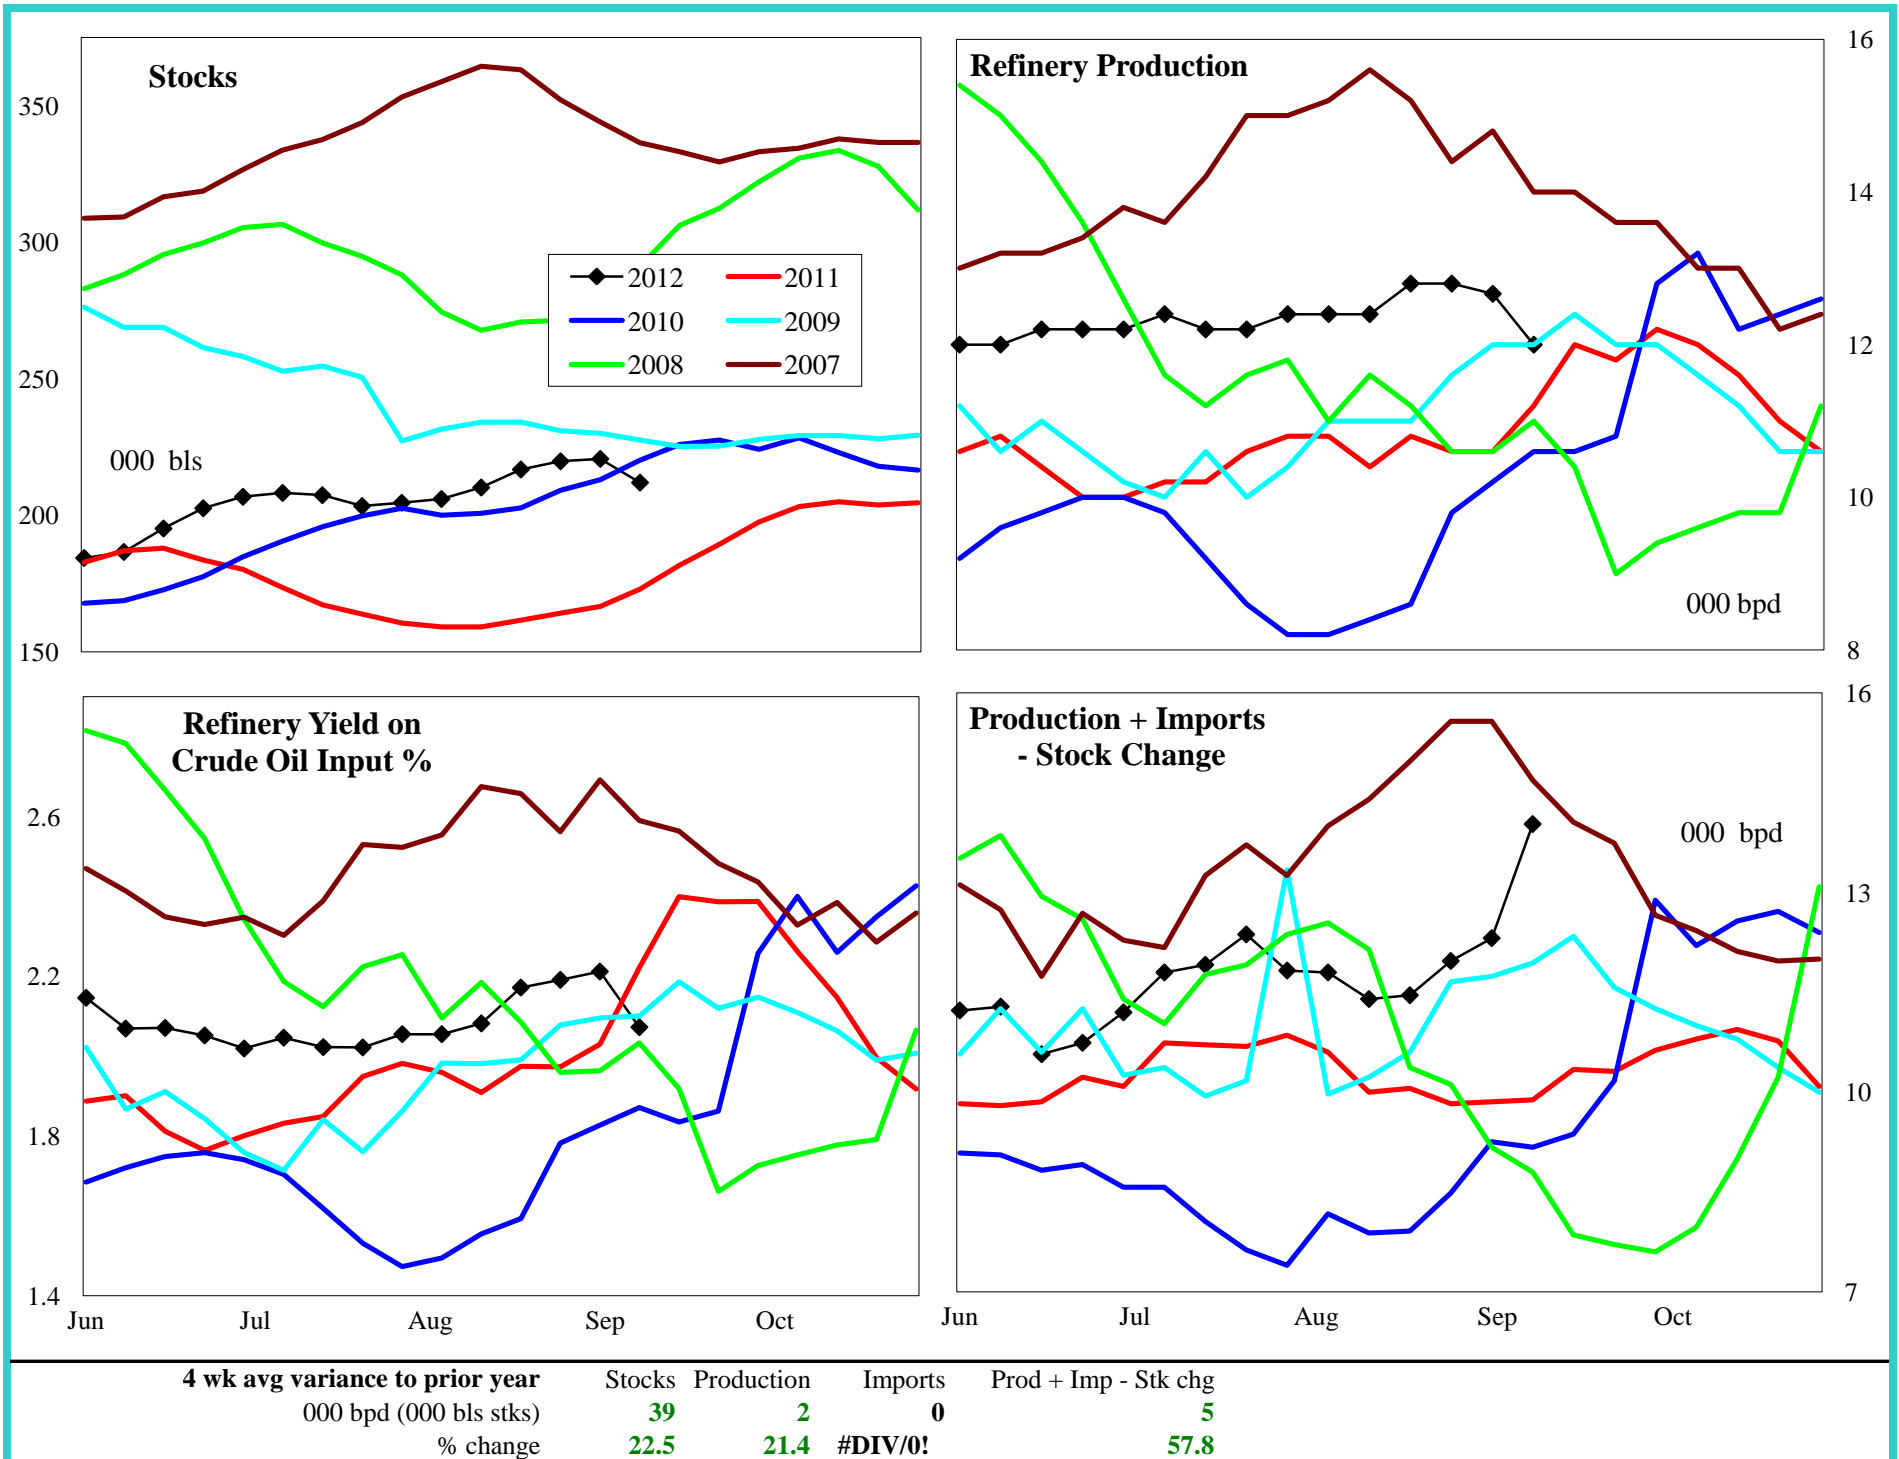 Stocks
350
300
250
200
150
000 bls
2012 2011
2010 2009
2008 2007
Refinery Production
16
14
12
10
8
000 bpd
Refinery Yield on
Crude Oil Input %
2.6
2.2
1.8
1.4
Jun Jul Aug Sep Oct
Production + Imports
- Stock Change
16
13
10
7
000 bpd
Jun Jul Aug Sep Oct
4 wk avg variance to prior year Stocks Production Imports Prod + Imp - Stk chg
000 bpd (000 bls stks) 39 2 0 5
% change 22.5 21.4 #DIV/0! 57.8